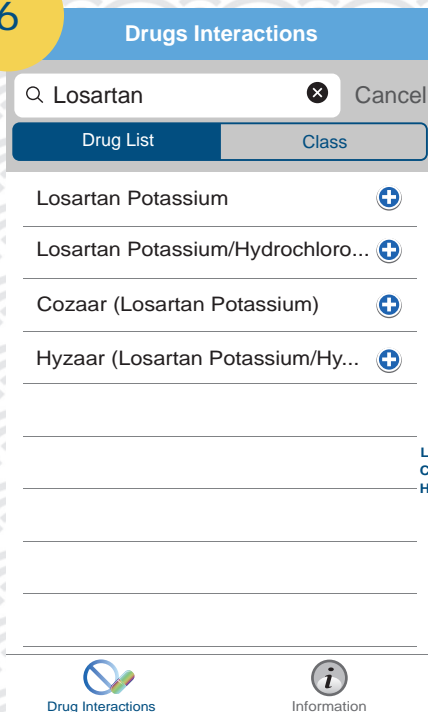 6
Drugs Interactions
Losartan
Cancel
Drug List
Class
Losartan Potassium
Losartan Potassium/Hydrochloro...
Cozaar (Losartan Potassium)
Hyzaar (Losartan Potassium/Hy...
L
C
H
Drug Interactions
i
Information